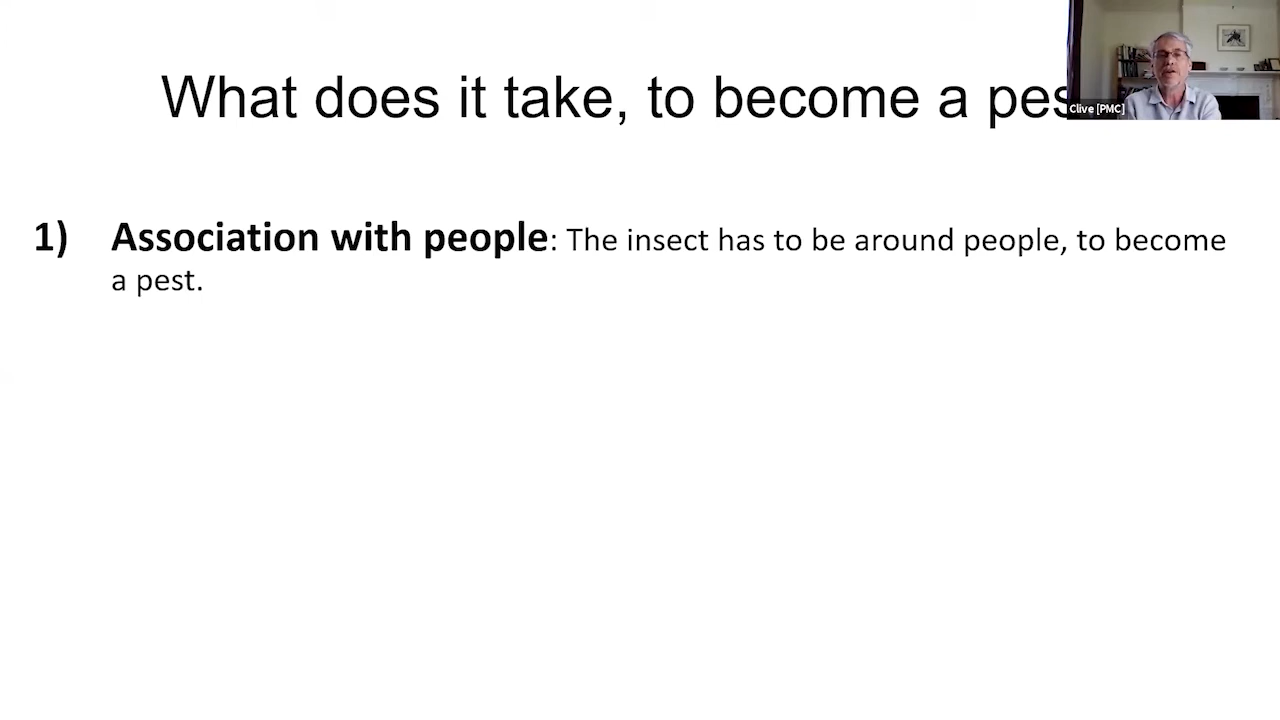 What does it take, to become a pes
Clive [PMC]
1) Association with people: The insect has to be around people, to become
a pest.